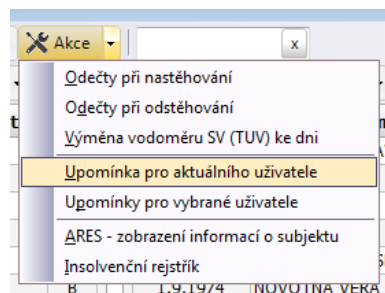 Akce
x
Odečty při nastěhování
Odečty při odstěhování
Výměna vodoměru SV (TUV) ke dni
Upomínka pro aktuálního uživatele
Upomínky pro vybrané uživatele
ARES - zobrazení informací o subjektu
Insolvenční rejstřík
B 1.9.1974 NOVOTNÁ VĚRA